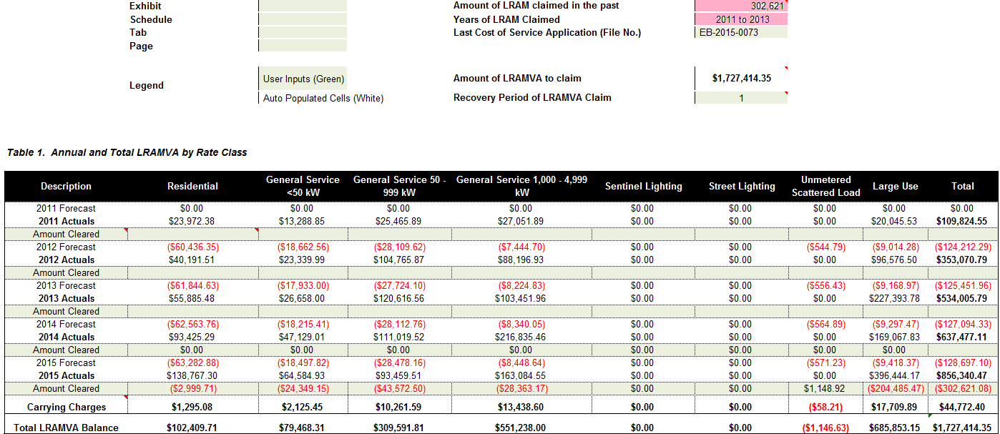 Exhibit Amount of LRAM claimed in the past 302,621
Schedule Years of LRAM Claimed 2011 to 2013
Tab Last Cost of Service Application (File No.) EB-2015-0073
Page
Legend User Inputs (Green) Amount of LRAMVA to claim $1,727,414.35
Auto Populated Cells (White) Recovery Period of LRAMVA Claim 1
Table 1. Annual and Total LRAMVA by Rate Class
Description Residential General Service <50 kW General Service 50 - 999 kW General Service 1,000 - 4,999 kW Sentinel Lighting Street Lighting Unmetered Scattered Load Large Use Total
2011 Forecast $0.00 $0.00 $0.00 $0.00 $0.00 $0.00 $0.00 $0.00 $0.00
2011 Actuals $23,972.38 $13,288.85 $25,465.89 $27,051.89 $0.00 $0.00 $0.00 $20,045.53 $109,824.55
Amount Cleared
2012 Forecast ($60,436.35) ($18,662.56) ($28,109.62) ($7,444.70) $0.00 $0.00 ($544.79) ($9,014.28) ($124,212.29)
2012 Actuals $40,191.51 $23,339.99 $104,765.87 $88,196.93 $0.00 $0.00 $0.00 $96,576.50 $353,070.79
Amount Cleared
2013 Forecast ($61,844.63) ($17,933.00) ($27,724.10) ($8,224.83) $0.00 $0.00 ($556.43) ($9,168.97) ($125,451.96)
2013 Actuals $55,885.48 $26,658.00 $120,616.56 $103,451.96 $0.00 $0.00 $0.00 $227,393.78 $534,005.79
Amount Cleared
2014 Forecast ($62,563.76) ($18,215.41) ($28,112.76) ($8,340.05) $0.00 $0.00 ($564.89) ($9,297.47) ($127,094.33)
2014 Actuals $93,425.29 $47,129.01 $111,019.52 $216,835.46 $0.00 $0.00 $0.00 $169,067.83 $637,477.11
Amount Cleared $0.00 $0.00 $0.00 $0.00 $0.00 $0.00 $0.00 $0.00
2015 Forecast ($63,282.88) ($18,497.82) ($28,478.16) ($8,448.64) $0.00 $0.00 ($571.23) ($9,418.37) ($128,697.10)
2015 Actuals $138,767.30 $64,584.93 $93,459.51 $163,084.55 $0.00 $0.00 $0.00 $396,444.17 $856,340.47
Amount Cleared ($2,999.71) ($24,349.15) ($43,572.50) ($28,363.17) $0.00 $0.00 $1,148.92 ($204,485.47) ($302,621.08)
Carrying Charges $1,295.08 $2,125.45 $10,261.59 $13,438.60 $0.00 $0.00 ($58.21) $17,709.89 $44,772.40
Total LRAMVA Balance $102,409.71 $79,468.31 $309,591.81 $551,238.00 $0.00 $0.00 ($1,146.63) $685,853.15 $1,727,414.35